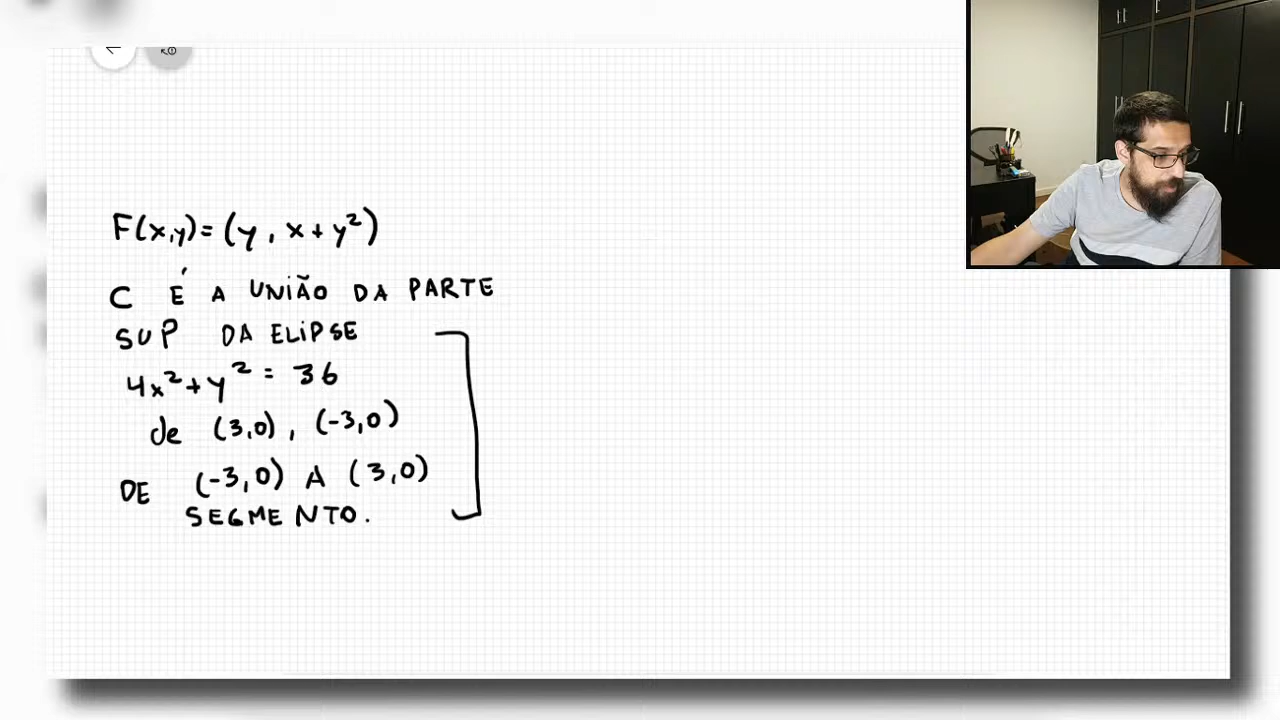 F(x,y)=(y, x+y²)
C É A UNIÃO DA PARTE
SUP DA ELIPSE
4x²+y²= 36
de (3,0), (-3,0)
DE (-3,0) A (3,0)
SEGMENTO.